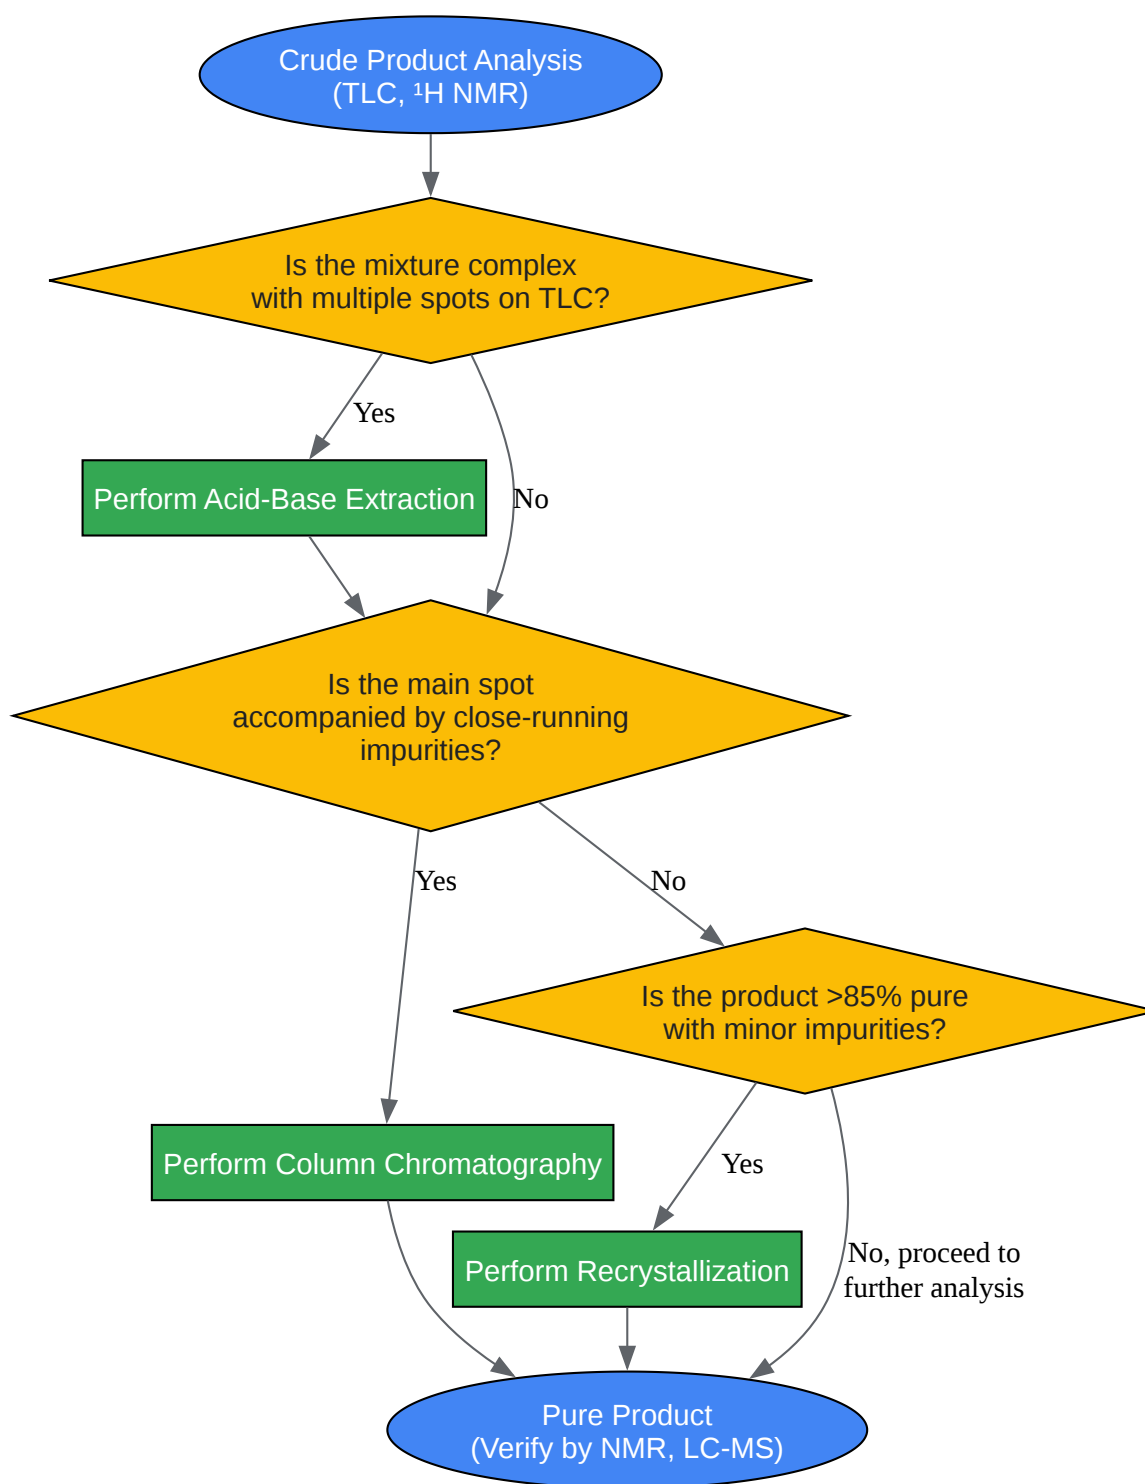 Crude Product Analysis
(TLC, ¹H NMR)
Is the mixture complex
with multiple spots on TLC?
Yes
Perform Acid-Base Extraction
No
Is the main spot
accompanied by close-running
impurities?
Yes
No
Is the product >85% pure
with minor impurities?
Perform Column Chromatography
Yes
Perform Recrystallization
No, proceed to
further analysis
Pure Product
(Verify by NMR, LC-MS)